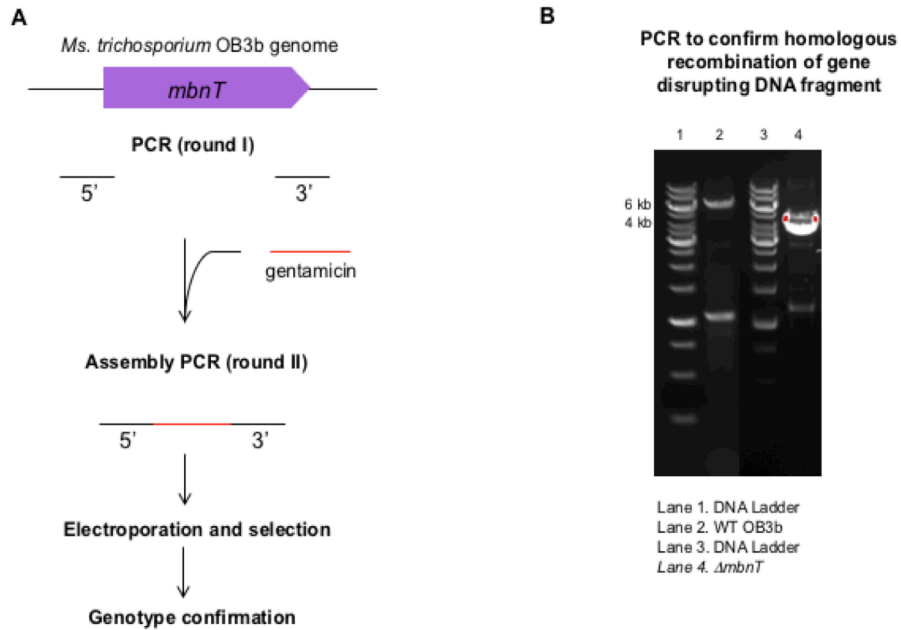 A
Ms. trichosporium OB3b genome
mbnT
PCR (round I)
5’
3’
gentamicin
Assembly PCR (round II)
5’
3’
Electroporation and selection
Genotype confirmation
B
PCR to confirm homologous
recombination of gene
disrupting DNA fragment
1 2 3 4
6 kb
4 kb
Lane 1. DNA Ladder
Lane 2. WT OB3b
Lane 3. DNA Ladder
Lane 4. ΔmbnT